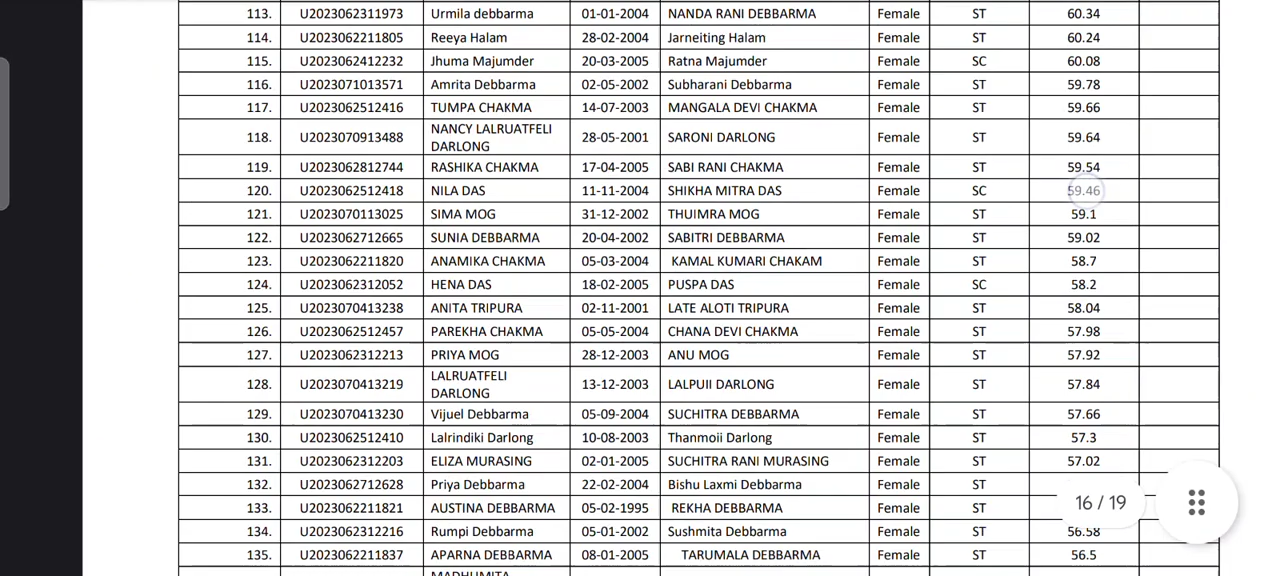 113. U2023062311973 Urmila debbarma 01-01-2004 NANDA RANI DEBBARMA Female ST 60.34
114. U2023062211805 Reeya Halam 28-02-2004 Jarneiting Halam Female ST 60.24
115. U2023062412232 Jhuma Majumder 20-03-2005 Ratna Majumder Female SC 60.08
116. U2023071013571 Amrita Debbarma 02-05-2002 Subharani Debbarma Female ST 59.78
117. U2023062512416 TUMPA CHAKMA 14-07-2003 MANGALA DEVI CHAKMA Female ST 59.66
118. U2023070913488 NANCY LALRUATFELI DARLONG 28-05-2001 SARONI DARLONG Female ST 59.64
119. U2023062812744 RASHIKA CHAKMA 17-04-2005 SABI RANI CHAKMA Female ST 59.54
120. U2023062512418 NILA DAS 11-11-2004 SHIKHA MITRA DAS Female SC 59.46
121. U2023070113025 SIMA MOG 31-12-2002 THUIMRA MOG Female ST 59.1
122. U2023062712665 SUNIA DEBBARMA 20-04-2002 SABITRI DEBBARMA Female ST 59.02
123. U2023062211820 ANAMIKA CHAKMA 05-03-2004 KAMAL KUMARI CHAKAM Female ST 58.7
124. U2023062312052 HENA DAS 18-02-2005 PUSPA DAS Female SC 58.2
125. U2023070413238 ANITA TRIPURA 02-11-2001 LATE ALOTI TRIPURA Female ST 58.04
126. U2023062512457 PAREKHA CHAKMA 05-05-2004 CHANA DEVI CHAKMA Female ST 57.98
127. U2023062312213 PRIYA MOG 28-12-2003 ANU MOG Female ST 57.92
128. U2023070413219 LALRUATFELI DARLONG 13-12-2003 LALPUII DARLONG Female ST 57.84
129. U2023070413230 Vijuel Debbarma 05-09-2004 SUCHITRA DEBBARMA Female ST 57.66
130. U2023062512410 Lalrindiki Darlong 10-08-2003 Thanmoii Darlong Female ST 57.3
131. U2023062312203 ELIZA MURASING 02-01-2005 SUCHITRA RANI MURASING Female ST 57.02
132. U2023062712628 Priya Debbarma 22-02-2004 Bishu Laxmi Debbarma Female ST
133. U2023062211821 AUSTINA DEBBARMA 05-02-1995 REKHA DEBBARMA Female ST
16 / 19
134. U2023062312216 Rumpi Debbarma 05-01-2002 Sushmita Debbarma Female ST 56.58
135. U2023062211837 APARNA DEBBARMA 08-01-2005 TARUMALA DEBBARMA Female ST 56.5
MADHUMITA